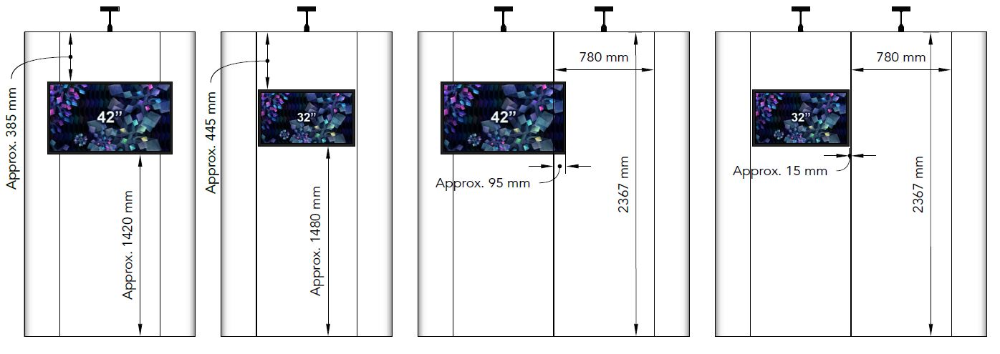 Approx. 385 mm
42”
Approx. 1420 mm
Approx. 445 mm
32”
Approx. 1480 mm
780 mm
42”
Approx. 95 mm
2367 mm
780 mm
32”
Approx. 15 mm
2367 mm